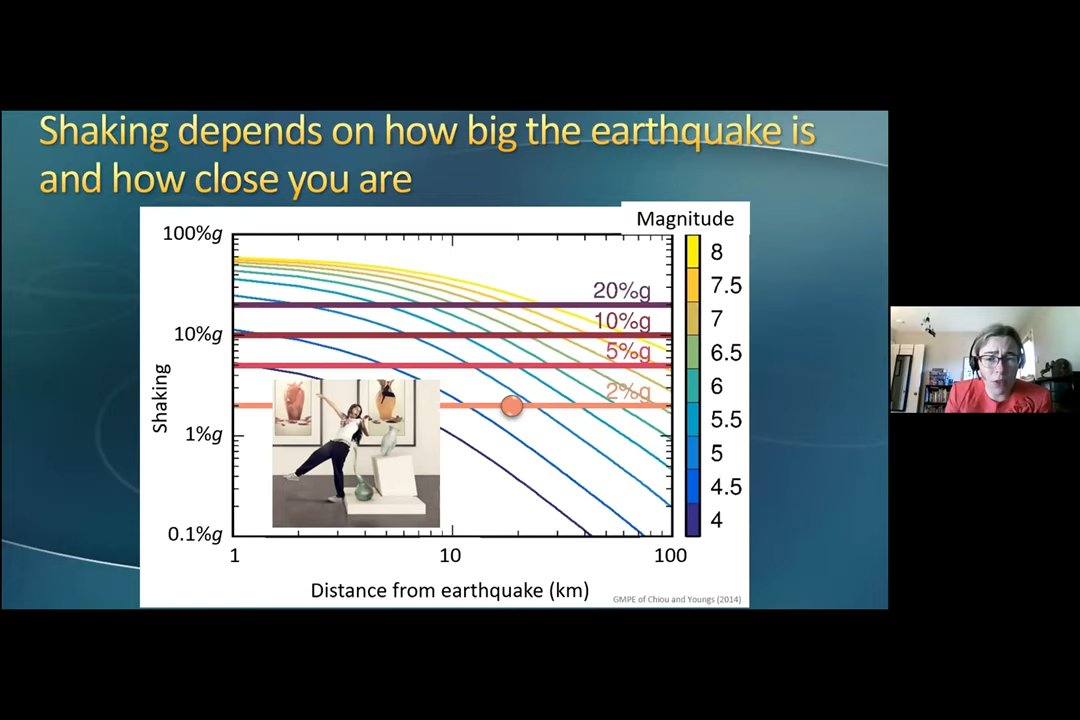 Shaking depends on how big the earthquake is
and how close you are
Magnitude
100%g
10%g
1%g
0.1%g
Shaking
20%g
10%g
5%g
2%g
8
7.5
7
6.5
6
5.5
5
4.5
4
1
10
100
Distance from earthquake (km)
GMPE of Chiou and Youngs (2014)